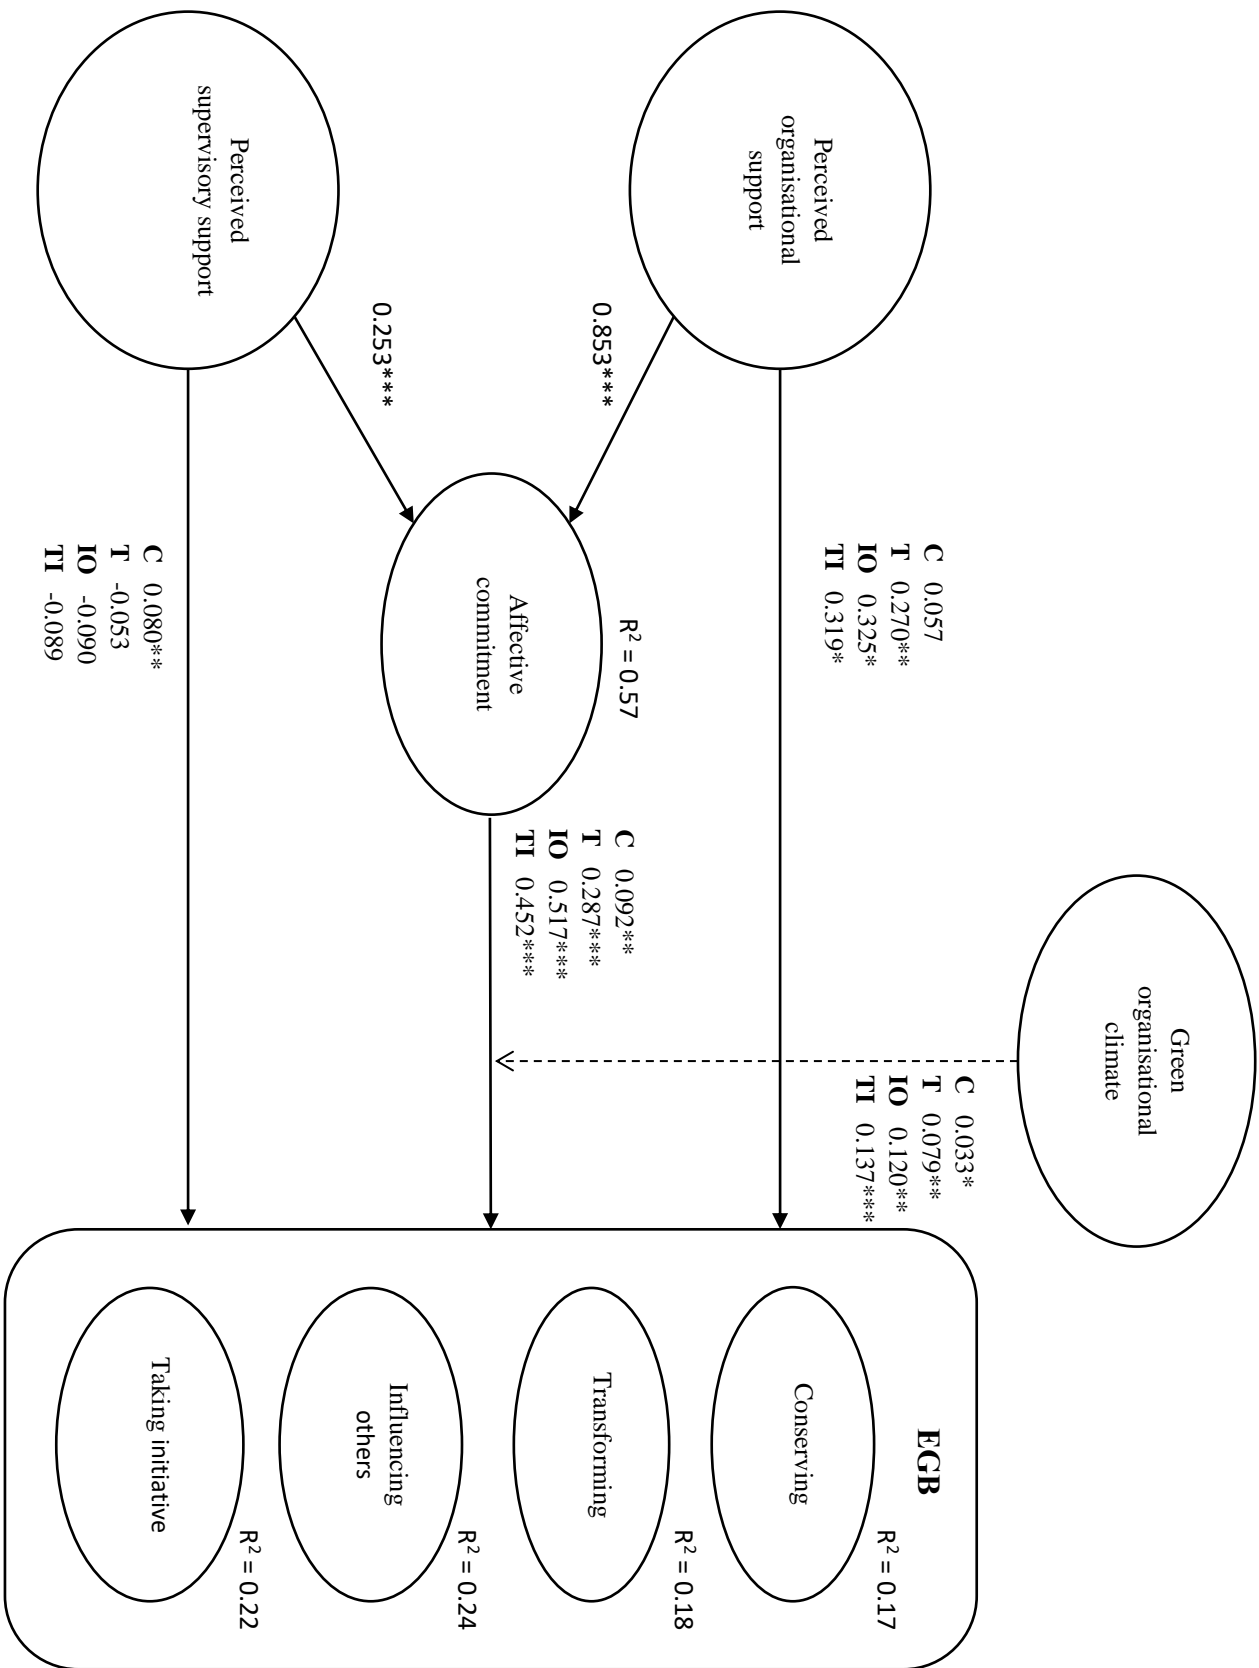 Green
organisational
climate
C 0.033*
T 0.079**
IO 0.120**
TI 0.137***
Perceived
organisational
support
C 0.057
T 0.270**
IO 0.325*
TI 0.319*
0.853***
R² = 0.57
Affective
commitment
C 0.092**
T 0.287***
IO 0.517***
TI 0.452***
0.253***
Perceived
supervisory support
C 0.080**
T -0.053
IO -0.090
TI -0.089
EGB
R² = 0.17
Conserving
R² = 0.18
Transforming
R² = 0.24
Influencing
others
R² = 0.22
Taking initiative